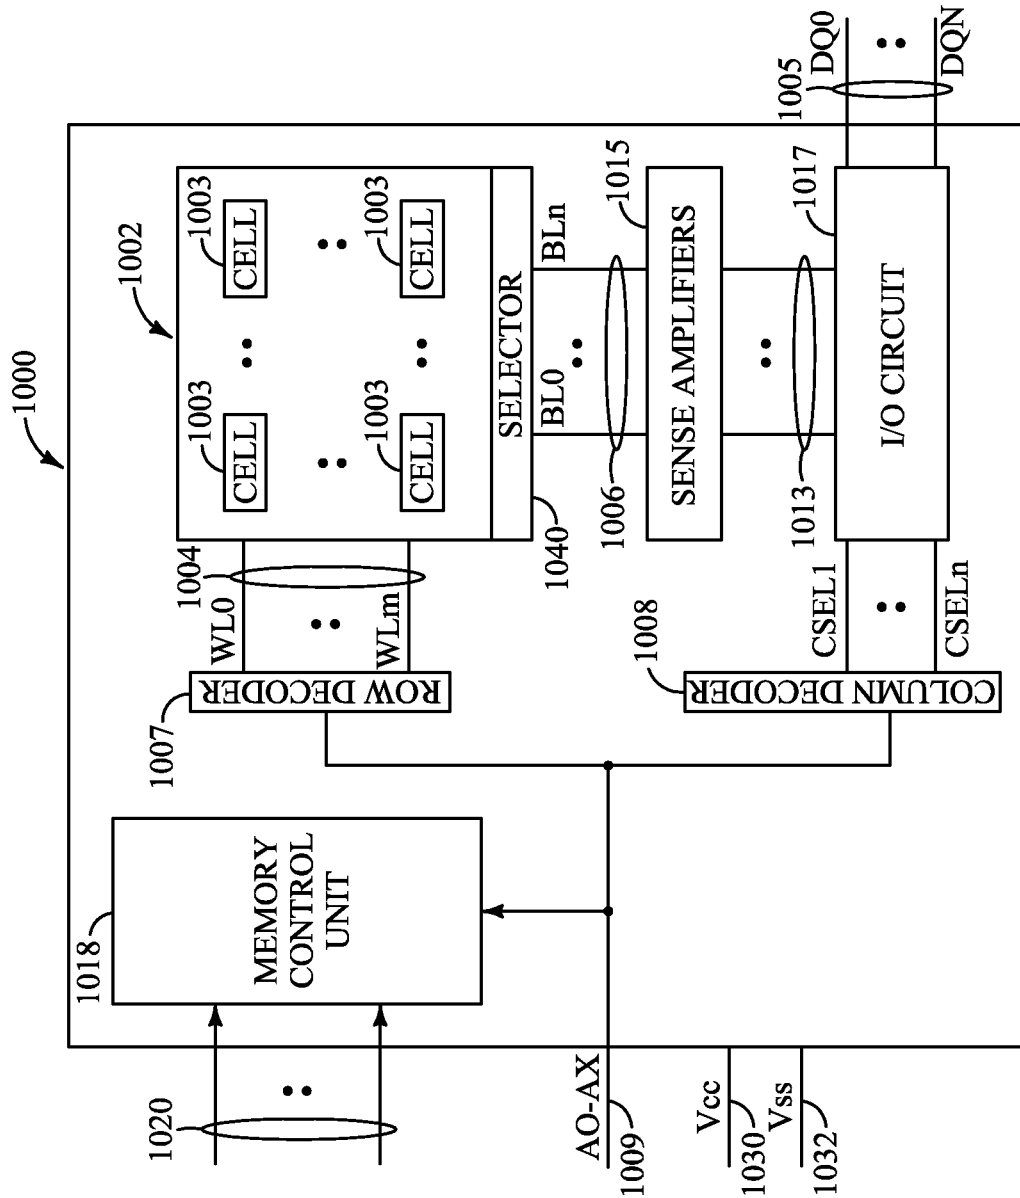 1000
1002
1020
1018
MEMORY
CONTROL
UNIT
1007
ROW DECODER
WL0
WLm
1004
CELL
1003
CELL
1003
CELL
1003
CELL
1003
SELECTOR
1040
BL0
BLn
1006
SENSE AMPLIFIERS
1015
1013
AO-AX
1009
1008
COLUMN DECODER
CSEL1
CSELn
I/O CIRCUIT
1017
1005
DQ0
DQN
Vcc
1030
Vss
1032